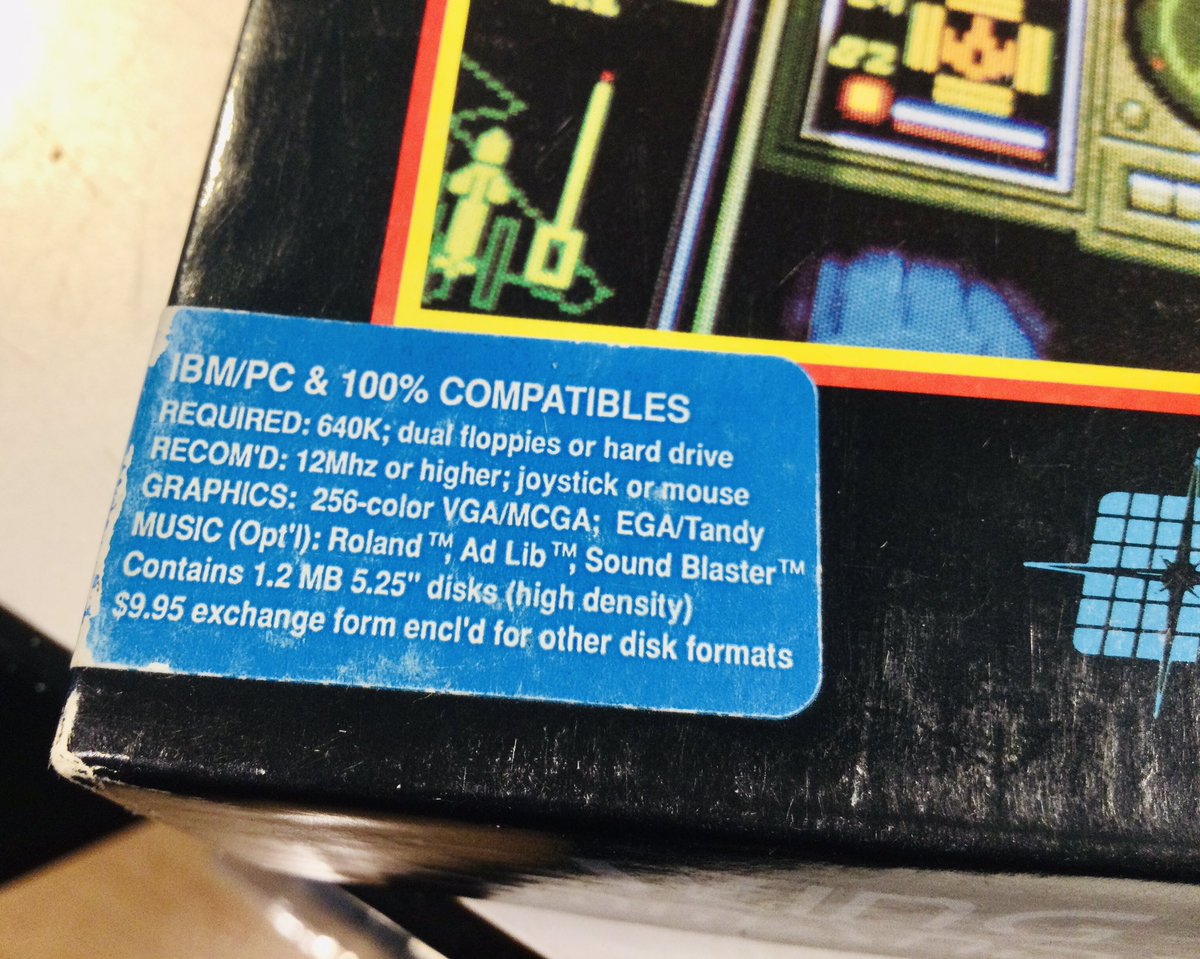 IBM/PC & 100% COMPATIBLES
REQUIRED: 640K; dual floppies or hard drive
RECOM'D: 12Mhz or higher; joystick or mouse
GRAPHICS: 256-color VGA/MCGA; EGA/Tandy
MUSIC (Opt'l): Roland™, Ad Lib™, Sound Blaster™
Contains 1.2 MB 5.25" disks (high density)
$9.95 exchange form encl'd for other disk formats